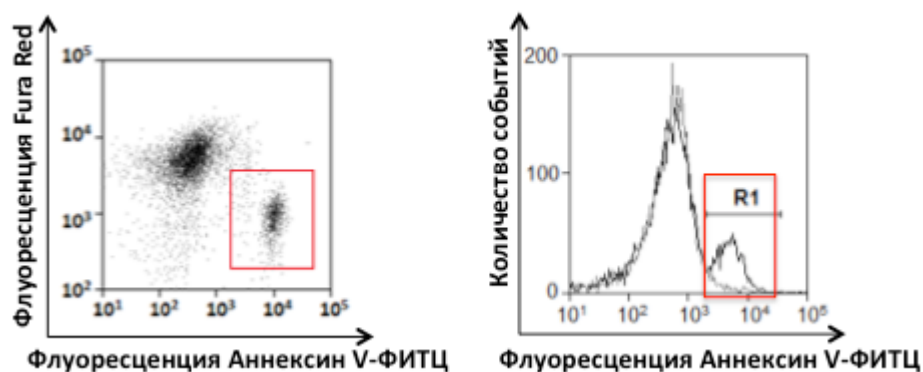 Флуоресценция Fura Red
10⁵
10⁴
10³
10²
10¹ 10² 10³ 10⁴ 10⁵
Флуоресценция Аннексин V-ФИТЦ
Количество событий
200
100
0
R1
10¹ 10² 10³ 10⁴ 10⁵
Флуоресценция Аннексин V-ФИТЦ